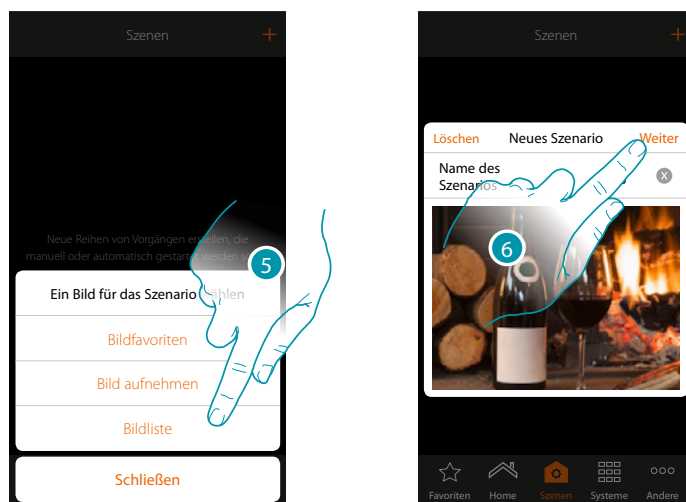 Szenen +
Neue Reihen von Vorgängen erstellen, die
manuell oder automatisch gestartet werden
5
Ein Bild für das Szenario
Bildfavoriten
Bild aufnehmen
Bildliste
Schließen
Szenen +
Löschen Neues Szenario Weiter
Name des
Szenarios
X
6
Favoriten Home Szenen Systeme Andere